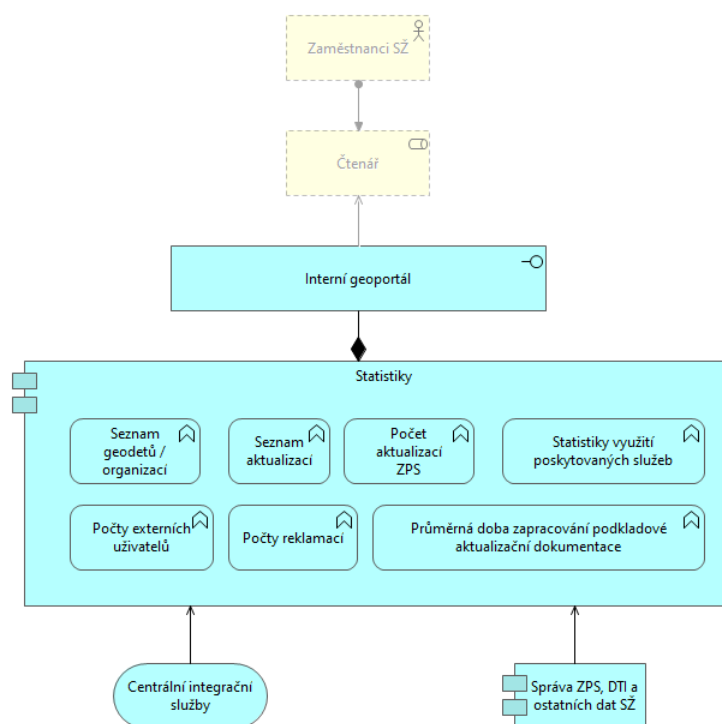 Zaměstnanci SŽ
Čtenář
Interní geoportál
Statistiky
Seznam
geodetů /
organizací
Seznam
aktualizací
Počet
aktualizací
ZPS
Statistiky využití
poskytovaných služeb
Počty externích
uživatelů
Počty reklamací
Průměrná doba zapracování podkladové
aktualizační dokumentace
Centrální integrační
služby
Správa ZPS, DTI a
ostatních dat SŽ